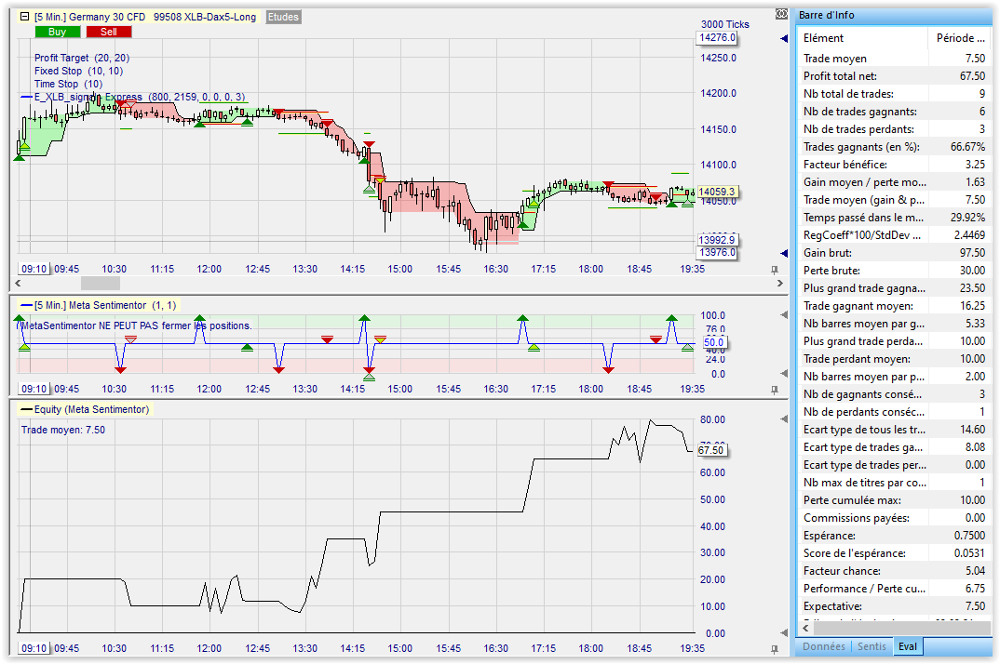 [5 Min.] Germany 30 CFD 99508 XLB-Dax5-Long Etudes
Buy Sell
3000 Ticks
Profit Target (20, 20)
Fixed Stop (10, 10)
Time Stop (10)
E_XLB_signals Express (800, 2159, 0, 0, 0, 3)
14276.0
14250.0
14200.0
14150.0
14100.0
14059.3
14050.0
13992.9
13976.0
09:10 09:45 10:30 11:15 12:00 12:45 13:30 14:15 15:00 15:45 16:30 17:15 18:00 18:45 19:35
[5 Min.] Meta Sentimentor (1, 1)
MetaSentimentor NE PEUT PAS fermer les positions.
100.0
76.0
50.0
40.0
24.0
0.0
09:10 09:45 10:30 11:15 12:00 12:45 13:30 14:15 15:00 15:45 16:30 17:15 18:00 18:45 19:35
Equity (Meta Sentimentor)
Trade moyen: 7.50
80.00
67.50
60.00
50.00
40.00
30.00
20.00
10.00
0.00
09:10 09:45 10:30 11:15 12:00 12:45 13:30 14:15 15:00 15:45 16:30 17:15 18:00 18:45 19:35
Barre d'Info
Elément Période ...
Trade moyen 7.50
Profit total net: 67.50
Nb total de trades: 9
Nb de trades gagnants: 6
Nb de trades perdants: 3
Trades gagnants (en %): 66.67%
Facteur bénéfice: 3.25
Gain moyen / perte mo... 1.63
Trade moyen (gain & p... 7.50
Temps passé dans le m... 29.92%
RegCoeff*100/StdDev ... 2.4469
Gain brut: 97.50
Perte brute: 30.00
Plus grand trade gagna... 23.50
Trade gagnant moyen: 16.25
Nb barres moyen par g... 5.33
Plus grand trade perda... 10.00
Trade perdant moyen: 10.00
Nb barres moyen par p... 2.00
Nb de gagnants consé... 3
Nb de perdants conséc... 1
Ecart type de tous les tr... 14.60
Ecart type de trades ga... 8.08
Ecart type de trades per... 0.00
Nb max de titres par co... 1
Perte cumulée max: 10.00
Commissions payées: 0.00
Espérance: 0.7500
Score de l'espérance: 0.0531
Facteur chance: 5.04
Performance / Perte cu... 6.75
Expectative: 7.50
Données Sentis Eval